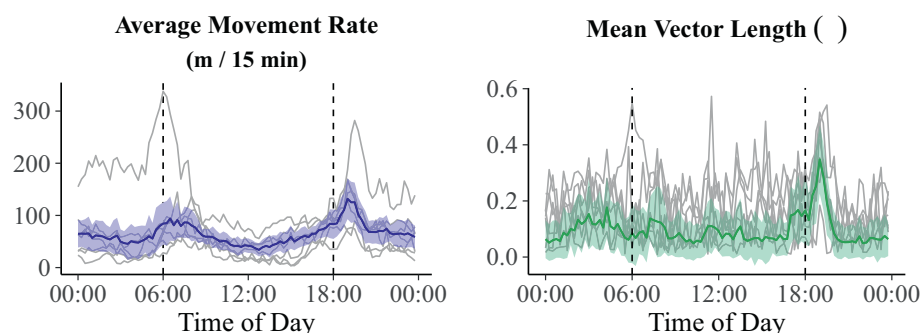 Average Movement Rate
(m / 15 min)
300
200
100
0
00:00 06:00 12:00 18:00 00:00
Time of Day
Mean Vector Length ( )
0.6
0.4
0.2
0.0
00:00 06:00 12:00 18:00 00:00
Time of Day